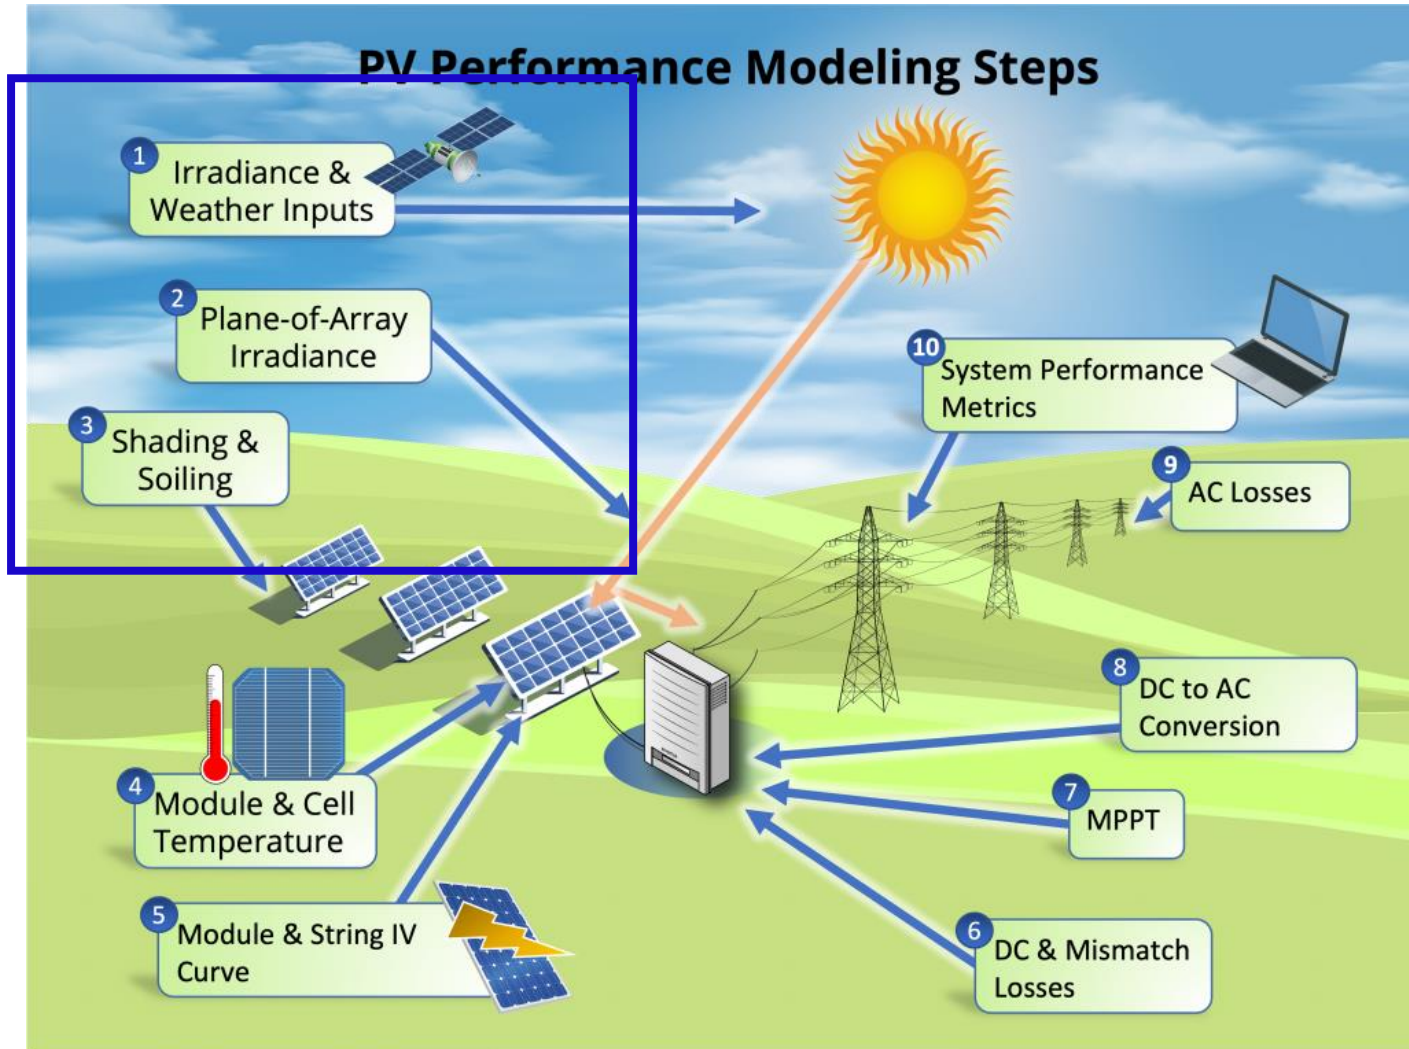 PV Performance Modeling Steps
1
Irradiance &
Weather Inputs
2
Plane-of-Array
Irradiance
3
Shading &
Soiling
4
Module & Cell
Temperature
5
Module & String IV
Curve
6
DC & Mismatch
Losses
7
MPPT
8
DC to AC
Conversion
9
AC Losses
10
System Performance
Metrics